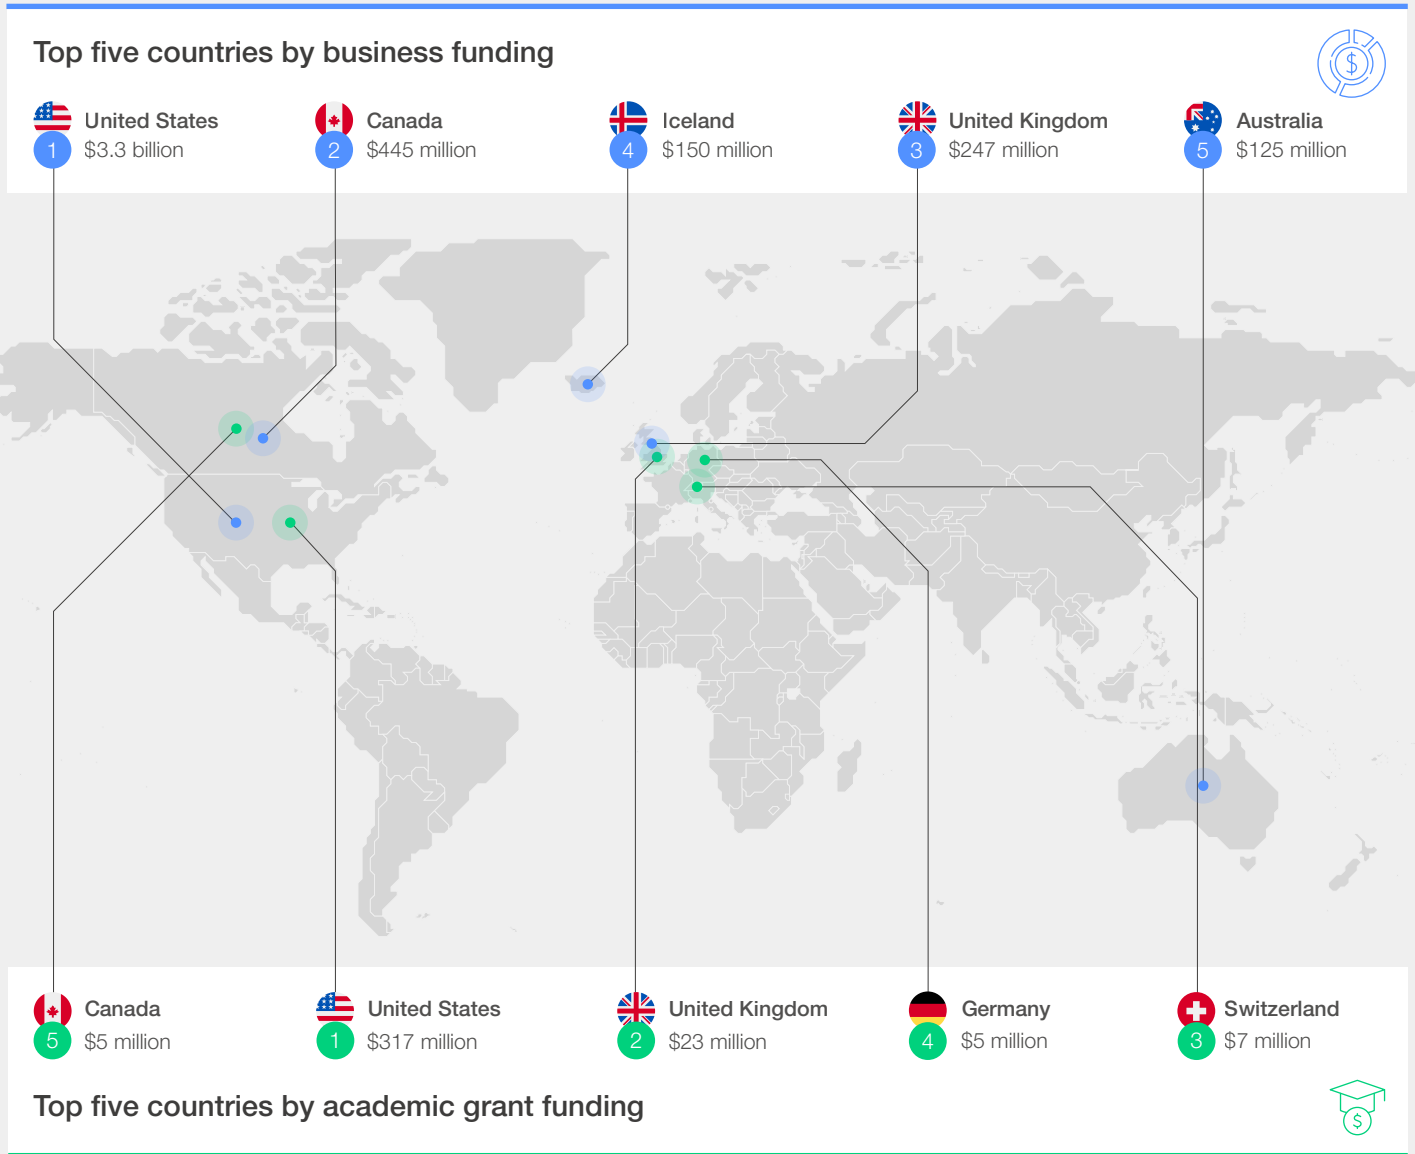 Top five countries by business funding
$
United States
1
$3.3 billion
Canada
2
$445 million
Iceland
4
$150 million
United Kingdom
3
$247 million
Australia
5
$125 million
Canada
5
$5 million
United States
1
$317 million
United Kingdom
2
$23 million
Germany
4
$5 million
Switzerland
3
$7 million
Top five countries by academic grant funding
$